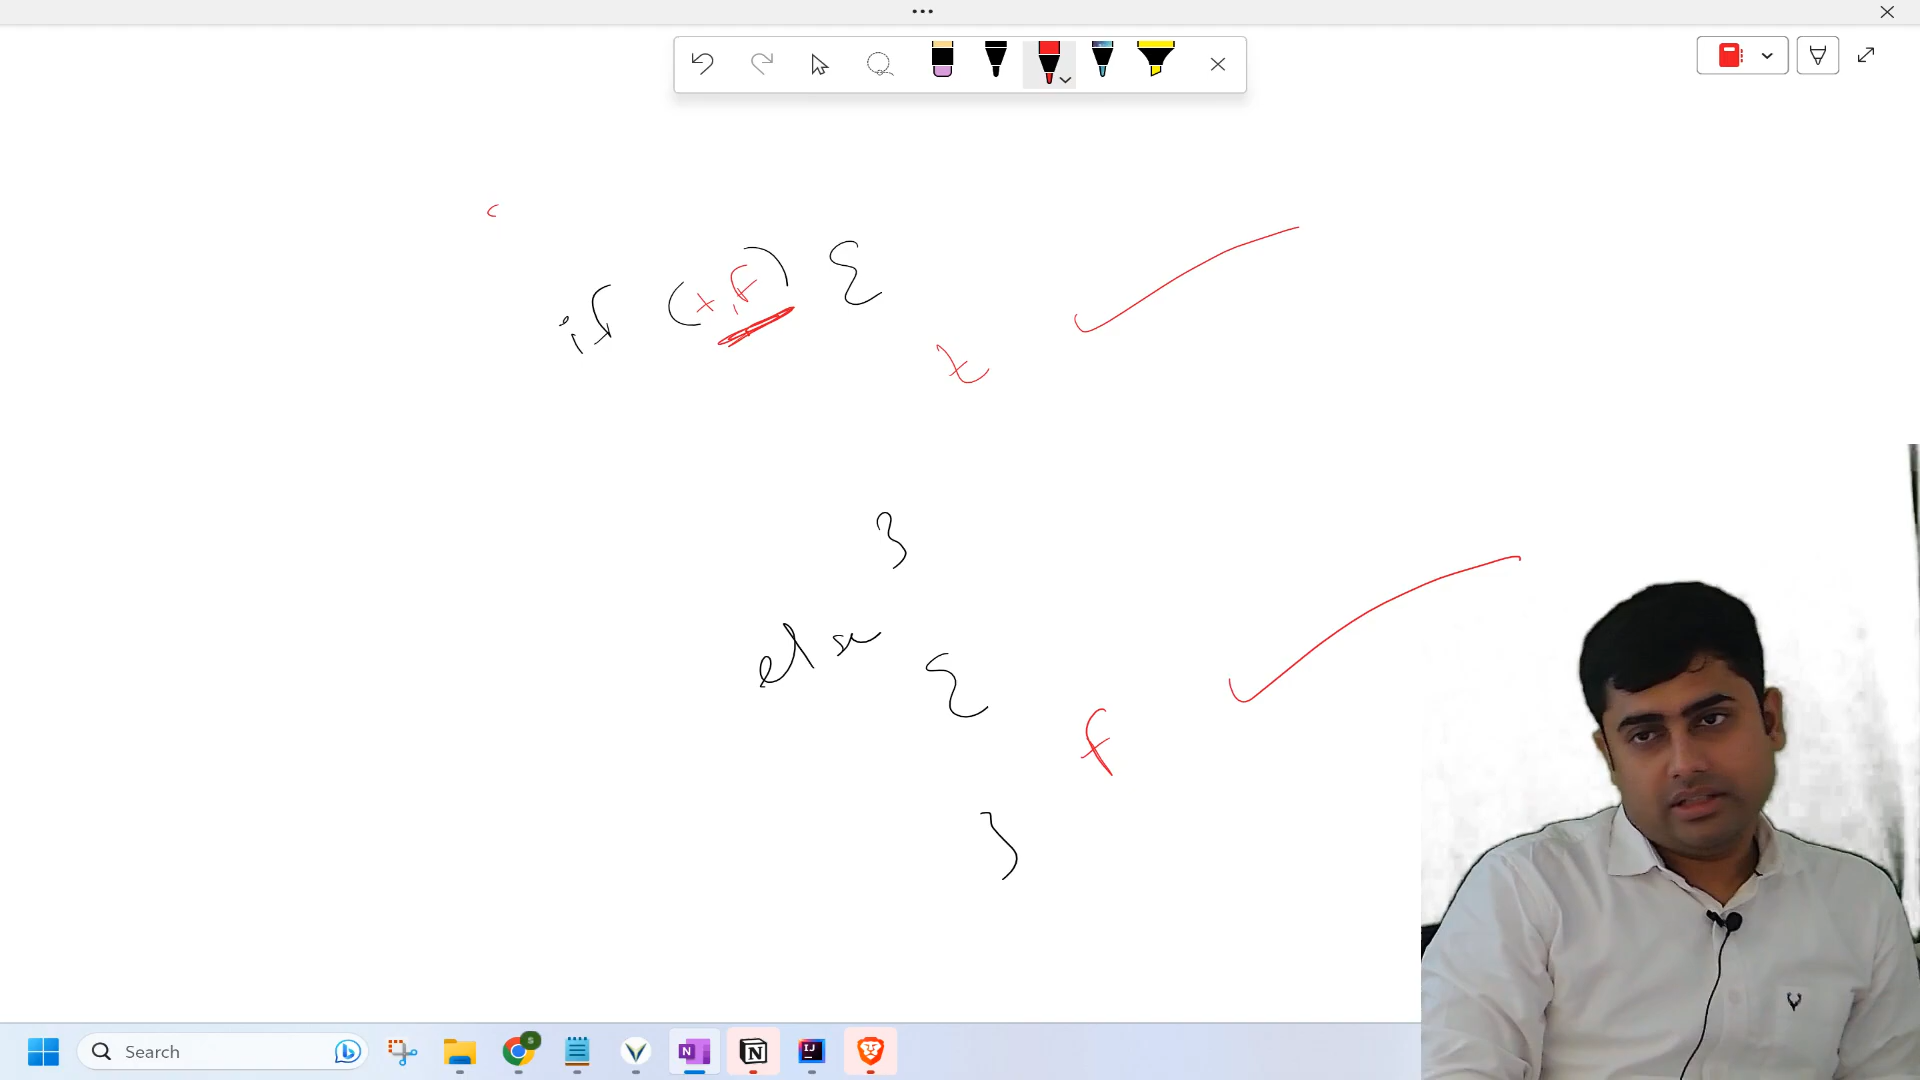 if (t,f) {
t
}
else
{
f
}
Search